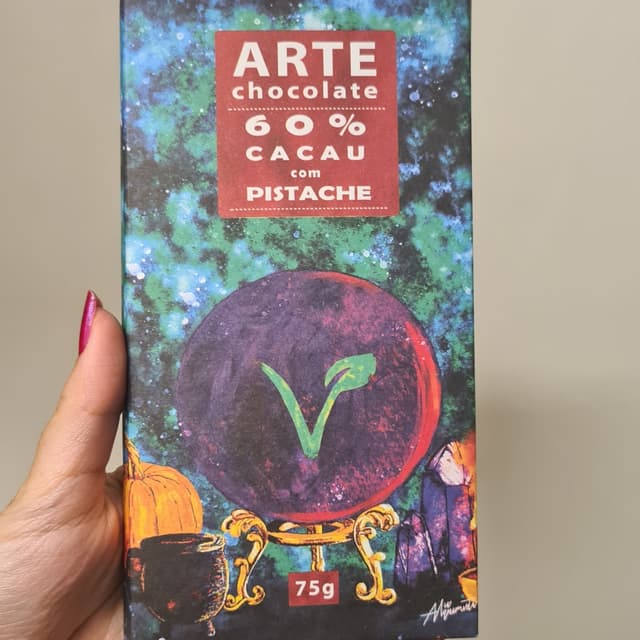 ARTE
chocolate
60%
CACAU
com
PISTACHE
75g